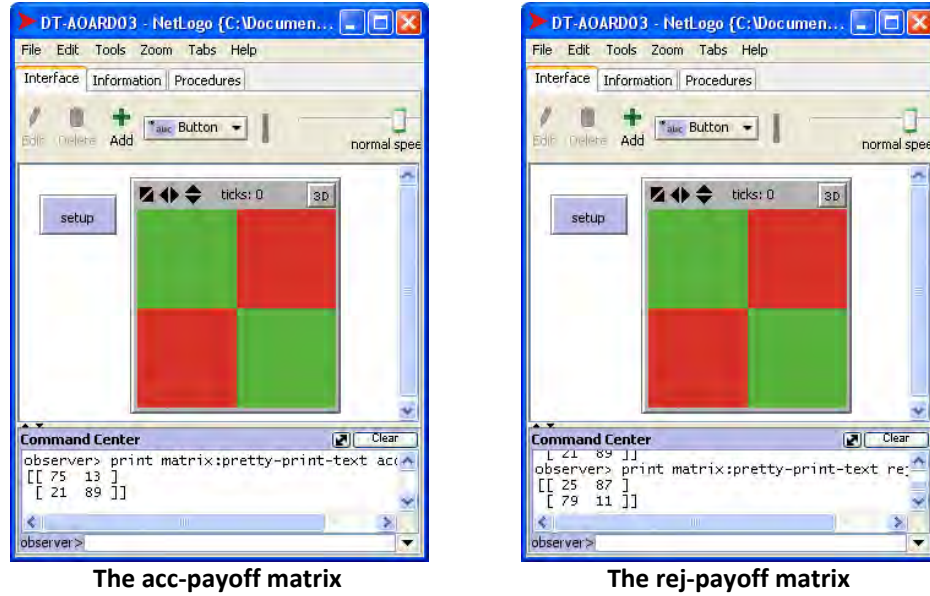 DT-AOARD03 - NetLogo {C:\Documen...
File Edit Tools Zoom Tabs Help
Interface Information Procedures
Edit Delete Add abc Button normal spee
setup
ticks: 0 3D
Command Center Clear
observer> print matrix:pretty-print-text acc
[[ 75 13 ]
[ 21 89 ]]
observer>
The acc-payoff matrix
DT-AOARD03 - NetLogo {C:\Documen...
File Edit Tools Zoom Tabs Help
Interface Information Procedures
Edit Delete Add abc Button normal spee
setup
ticks: 0 3D
Command Center Clear
[ 21 89 ]]
observer> print matrix:pretty-print-text rej
[[ 25 87 ]
[ 79 11 ]]
observer>
The rej-payoff matrix